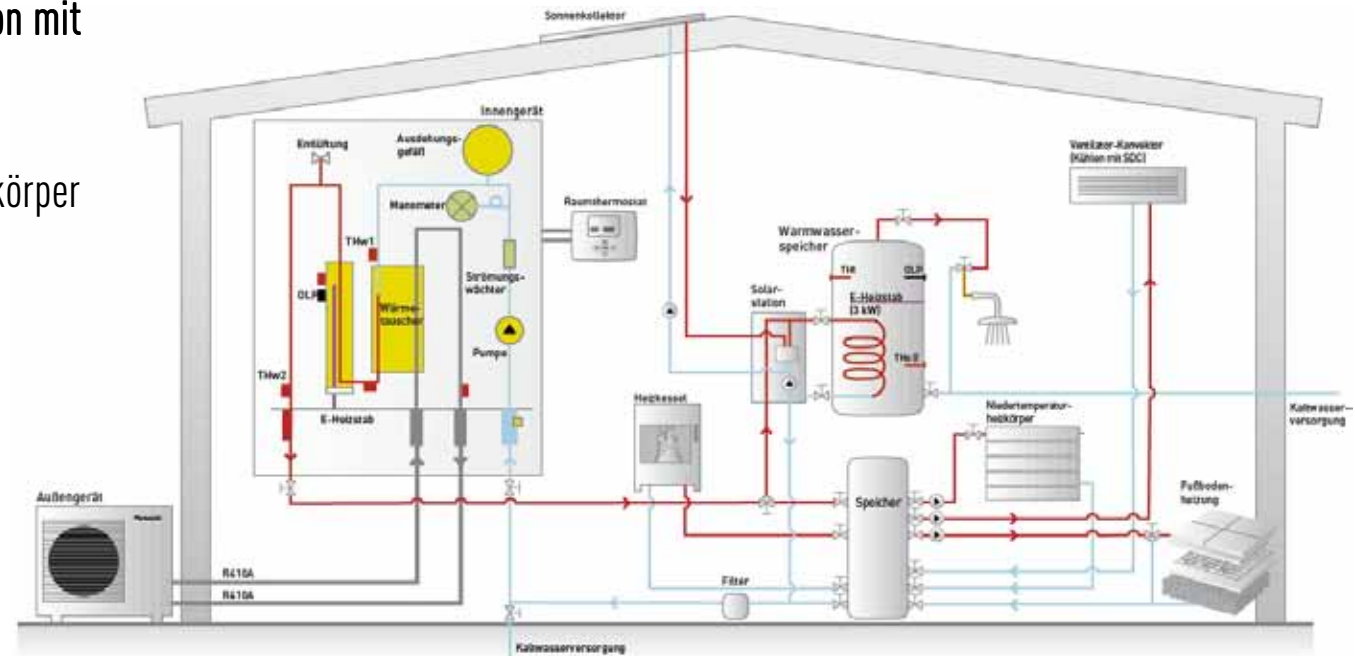 on mit
körper
Sonnenkollektor
Innengerät
Entlüftung
Ausdehungs-
gefäß
Manometer
THw1
Raumthermostat
OLP
Wärme-
tauscher
Strömungs-
wächter
Pumpe
THw2
E-Heizstab
Außengerät
Panasonic
R410A
R410A
Kaltwasserversorgung
Filter
Heizkessel
Solar-
station
Warmwasser-
speicher
OLP
E-Heizstab
(3 kW)
Speicher
Ventilator-Konvektor
(Kühlen mit SDC)
Niedertemperatur-
heizkörper
Kaltwasser-
versorgung
Fußboden-
heizung